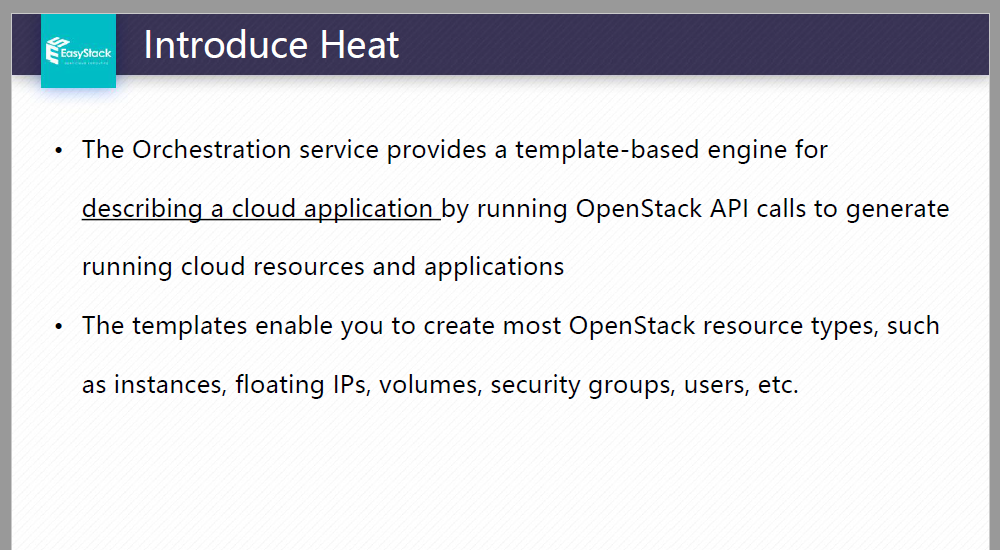 EasyStack
Introduce Heat
• The Orchestration service provides a template-based engine for
describing a cloud application by running OpenStack API calls to generate
running cloud resources and applications
• The templates enable you to create most OpenStack resource types, such
as instances, floating IPs, volumes, security groups, users, etc.